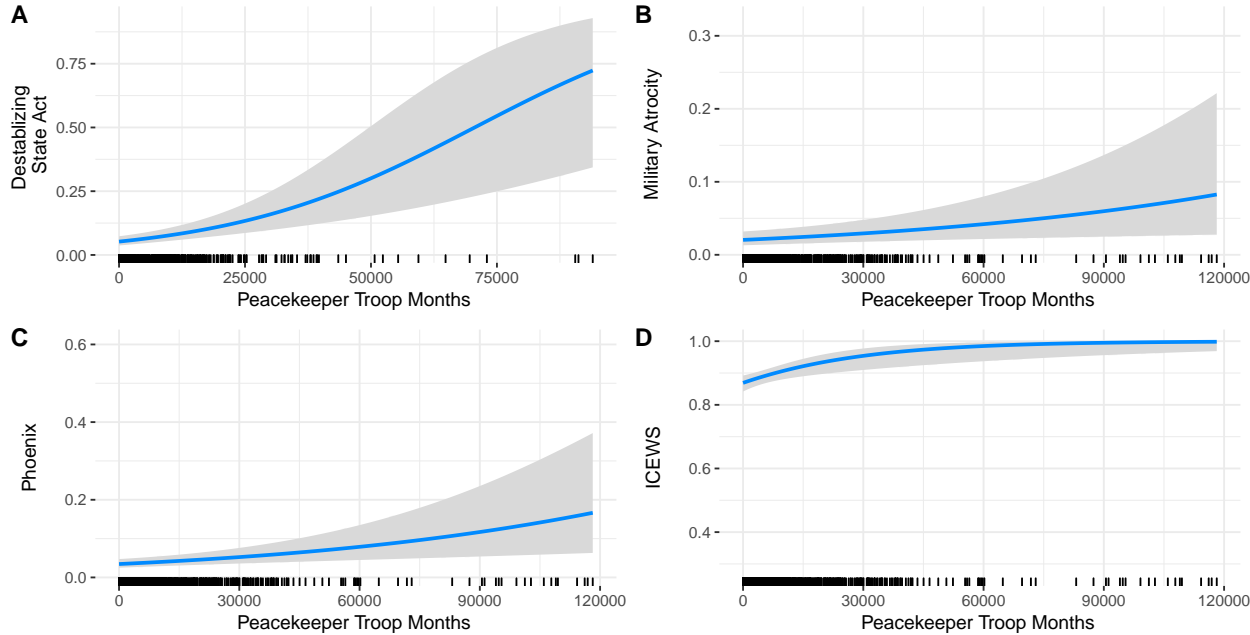 A
Destablizing
State Act
0.75
0.50
0.25
0.00
0 25000 50000 75000
Peacekeeper Troop Months
B
Military Atrocity
0.3
0.2
0.1
0.0
0 30000 60000 90000 120000
Peacekeeper Troop Months
C
Phoenix
0.6
0.4
0.2
0.0
0 30000 60000 90000 120000
Peacekeeper Troop Months
D
ICEWS
1.0
0.8
0.6
0.4
0 30000 60000 90000 120000
Peacekeeper Troop Months